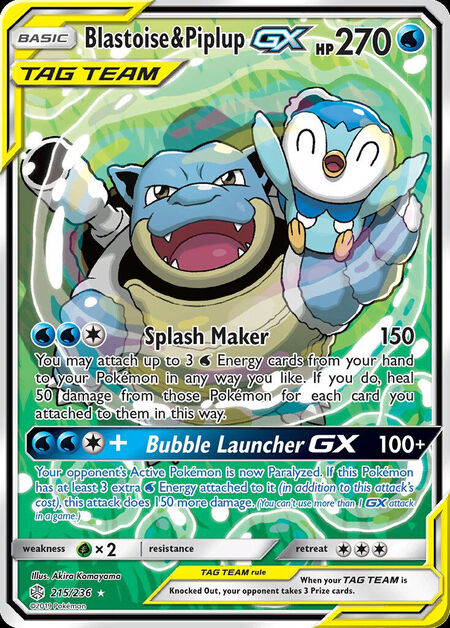 BASIC Blastoise&Piplup GX HP270
TAG TEAM
Splash Maker 150
You may attach up to 3 Energy cards from your hand
to your Pokémon in any way you like. If you do, heal
50 damage from those Pokémon for each card you
attached to them in this way.
+ Bubble Launcher GX 100+
Your opponent's Active Pokémon is now Paralyzed. If this Pokémon
has at least 3 extra Energy attached to it (in addition to this attack's
cost), this attack does 150 more damage. (You can't use more than 1 GX attack
in a game.)
weakness ×2 resistance retreat
Illus. Akira Komayama
TAG TEAM rule
When your TAG TEAM is
Knocked Out, your opponent takes 3 Prize cards.
215/236
©2019 Pokémon